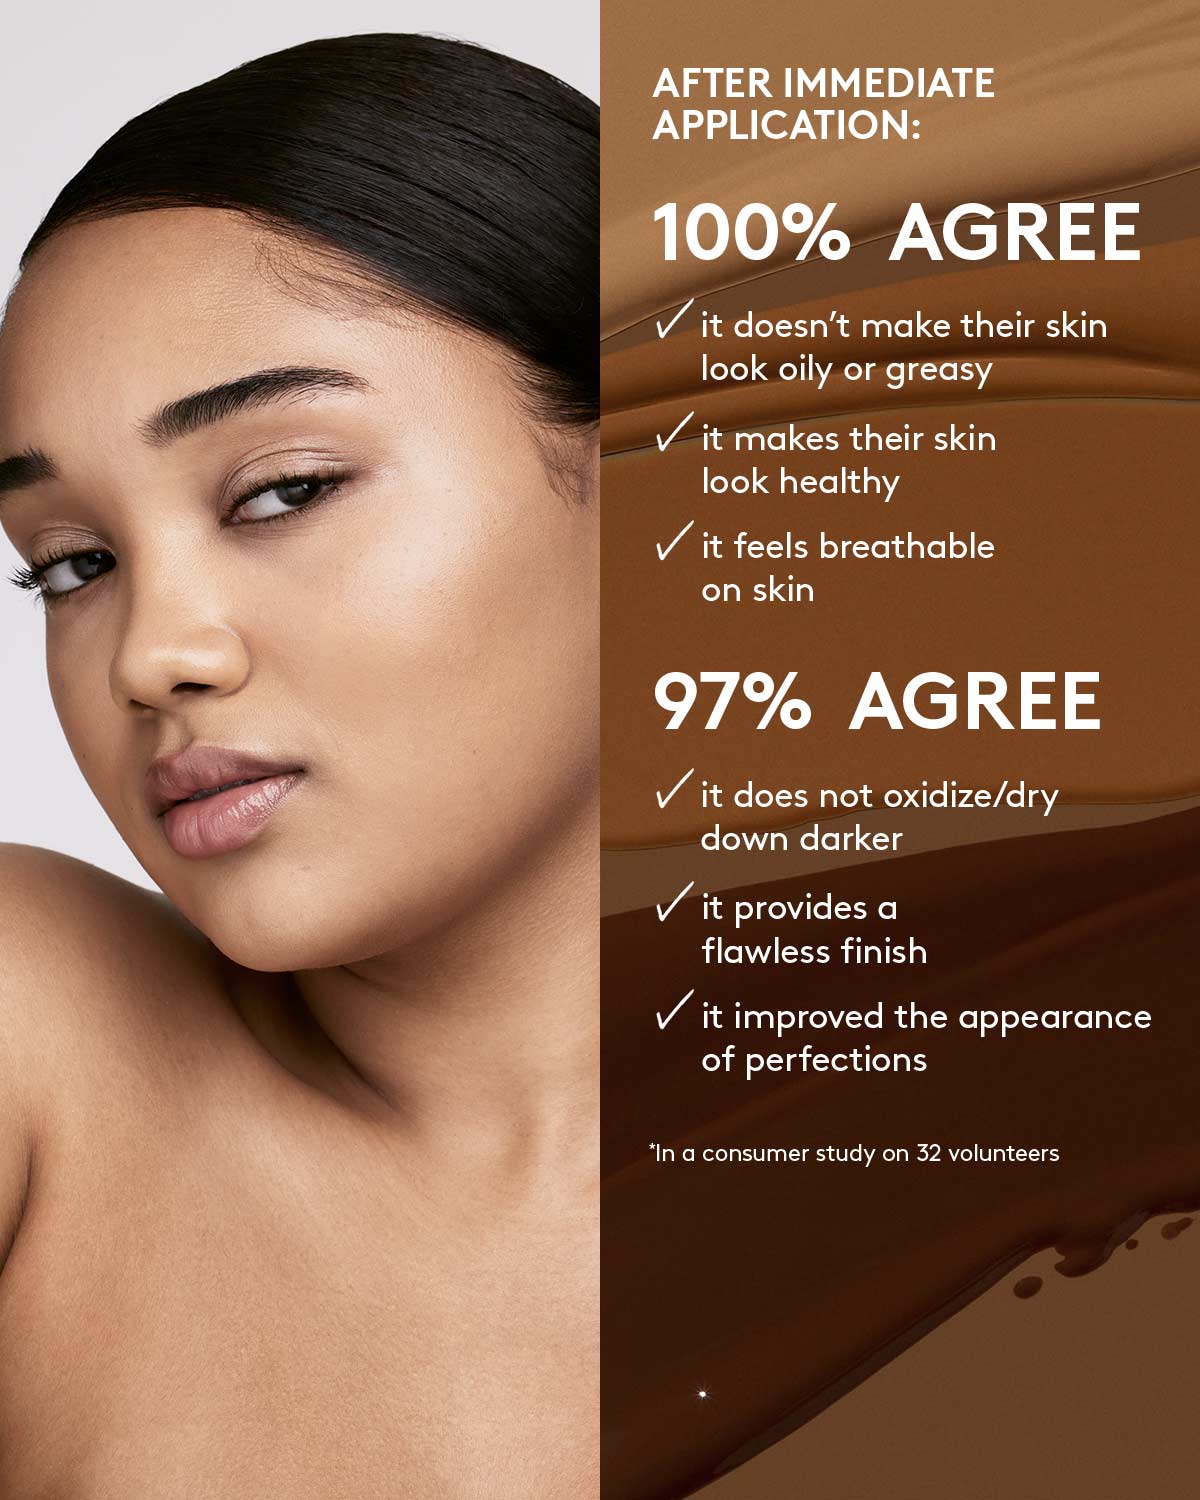 AFTER IMMEDIATE
APPLICATION:
100% AGREE
✓ it doesn't make their skin
look oily or greasy
✓ it makes their skin
look healthy
✓ it feels breathable
on skin
97% AGREE
✓ it does not oxidize/dry
down darker
✓ it provides a
flawless finish
✓ it improved the appearance
of perfections
*In a consumer study on 32 volunteers